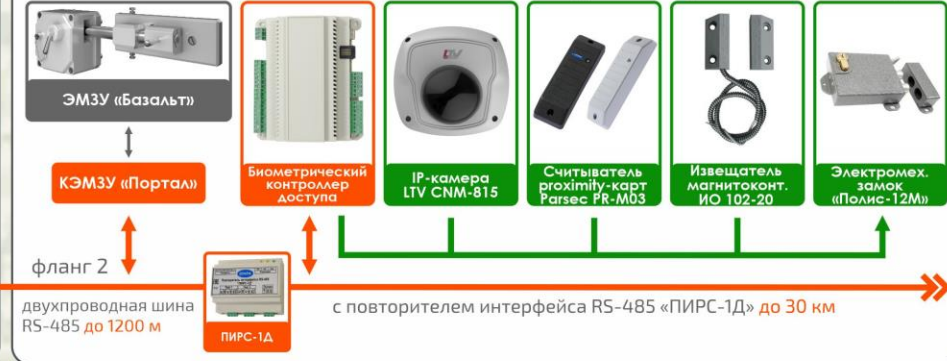 ЭМЗУ «Базальт»
КЭМЗУ «Портал»
Биометрический
контроллер
доступа
LTV
IP-камера
LTV CNM-815
Считыватель
proximity-карт
Parsec PR-M03
Извещатель
магнитоконт.
ИО 102-20
Электромех.
замок
«Полис-12М»
фланг 2
двухпроводная шина
RS-485 до 1200 м
ПИРС-1Д
с повторителем интерфейса RS-485 «ПИРС-1Д» до 30 км